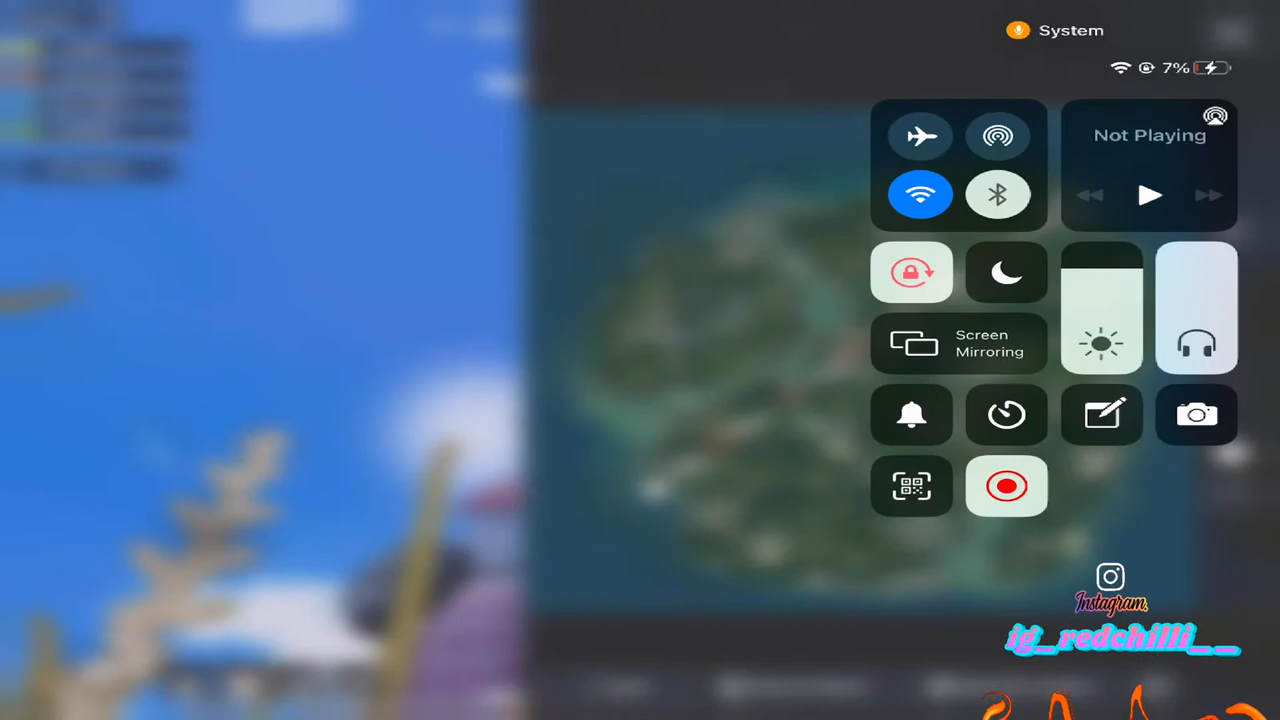 System
7%
Not Playing
Screen
Mirroring
Instagram
ig_redchilli__